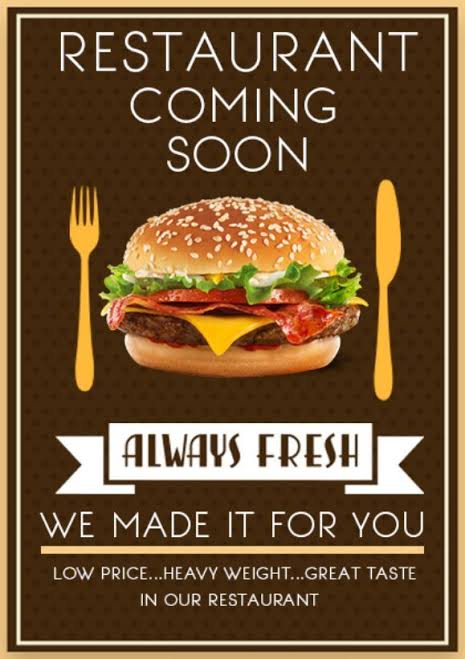 RESTAURANT
COMING
SOON
ALWAYS FRESH
WE MADE IT FOR YOU
LOW PRICE...HEAVY WEIGHT...GREAT TASTE
IN OUR RESTAURANT